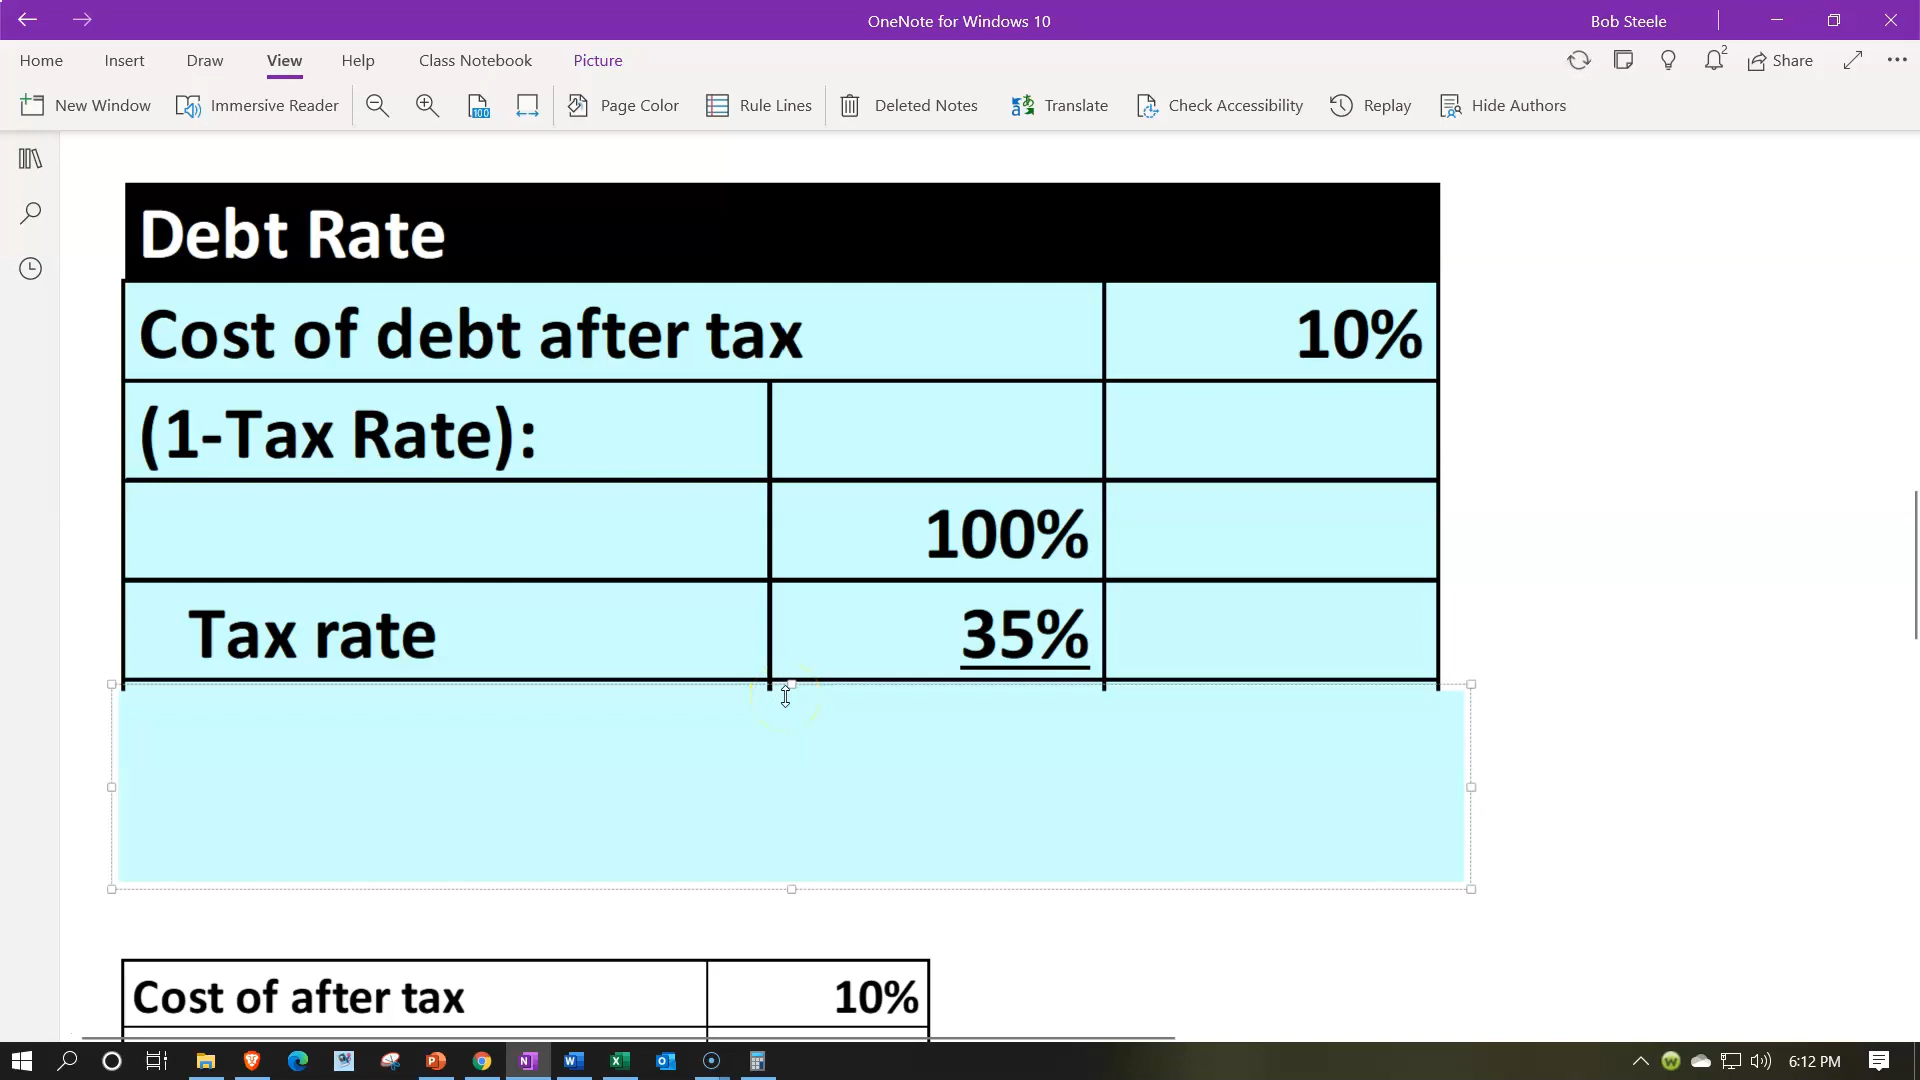 OneNote for Windows 10
Bob Steele
Home Insert Draw View Help Class Notebook Picture
2 Share
New Window Immersive Reader 100 Page Color Rule Lines Deleted Notes Translate Check Accessibility Replay Hide Authors
Debt Rate
Cost of debt after tax 10%
(1-Tax Rate):
100%
Tax rate 35%
Cost of after tax 10%
6:12 PM